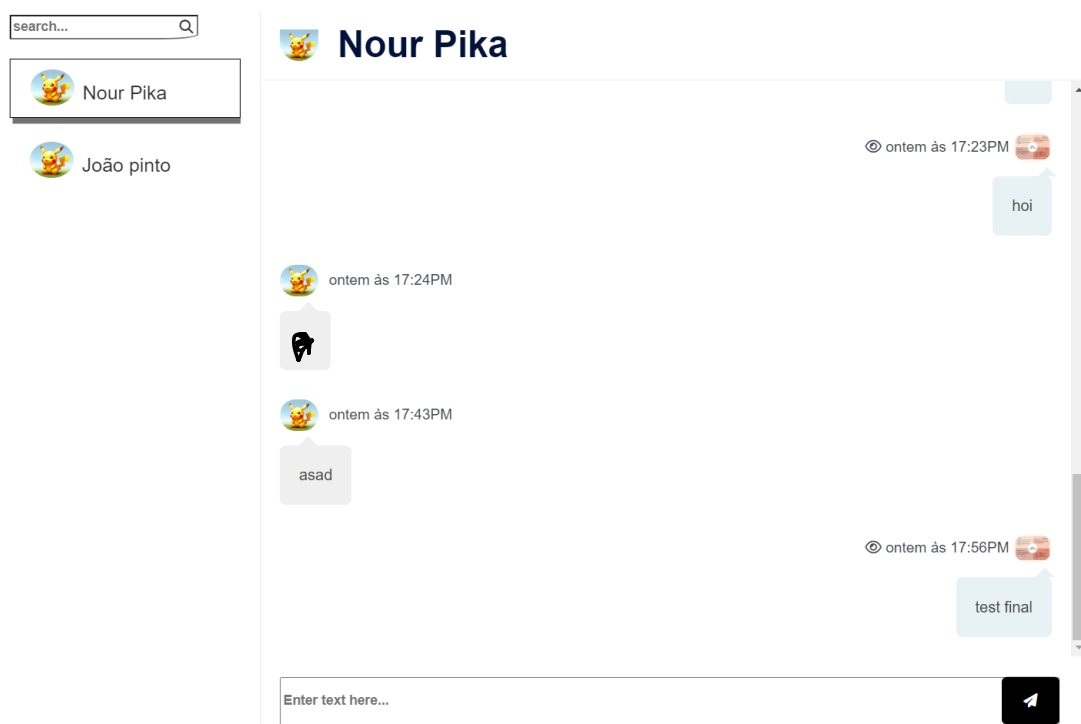 search...
Nour Pika
João pinto
Nour Pika
ontem às 17:23PM
hoi
ontem às 17:24PM
ontem às 17:43PM
asad
ontem às 17:56PM
test final
Enter text here...